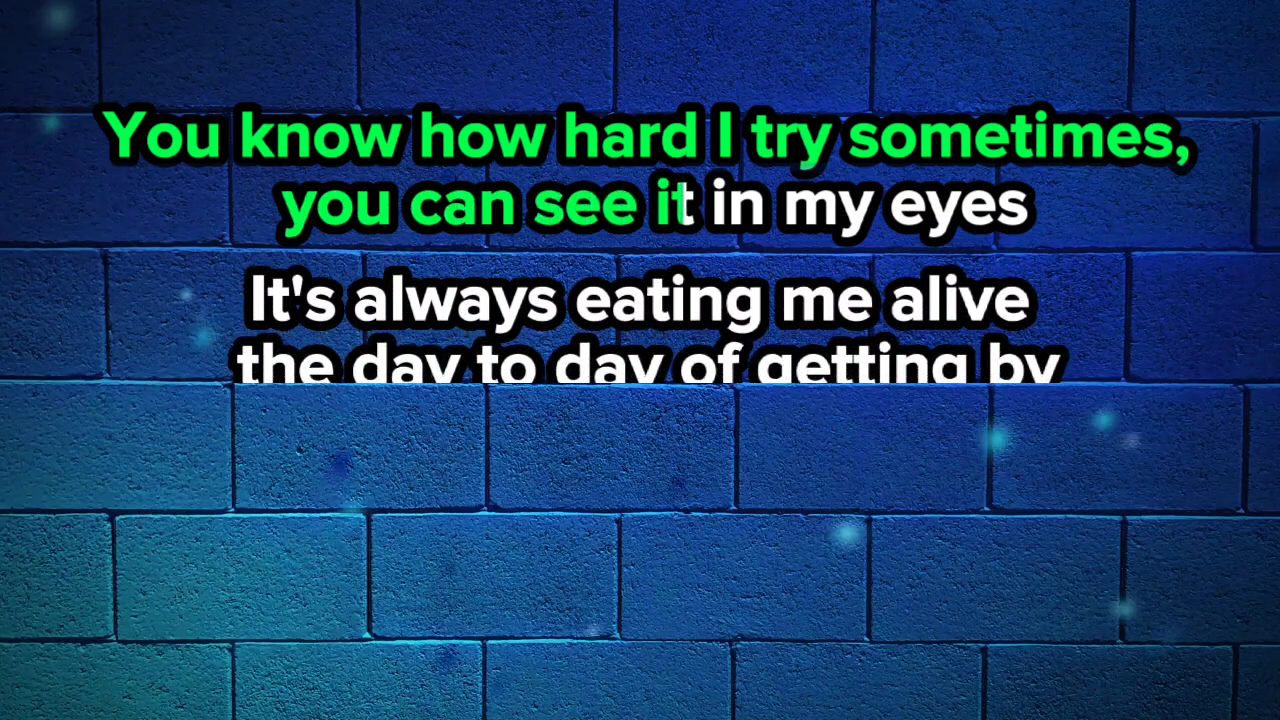 You know how hard I try sometimes,
you can see it in my eyes
It's always eating me alive
the day to day of getting by